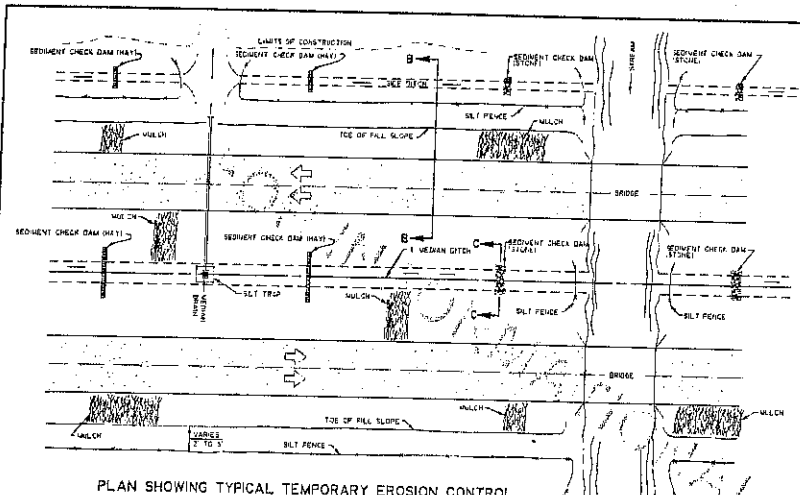 LIMITS OF CONSTRUCTION
SEDIMENT CHECK DAM (HAY)
SEDIMENT CHECK DAM (HAY)
B
SEDIMENT CHECK DAM
(STONE)
STREAM
SEDIMENT CHECK DAM
(STONE)
DITCH
SILT FENCE
MULCH
TOE OF FILL SLOPE
MULCH
BRIDGE
MULCH
SEDIMENT CHECK DAM (HAY)
SEDIMENT CHECK DAM (HAY)
B
C
SEDIMENT CHECK DAM
(STONE)
SEDIMENT CHECK DAM
(STONE)
MEDIAN DITCH
SILT TRAP
MEDIAN
DRAIN
MULCH
C
SILT FENCE
SILT FENCE
BRIDGE
MULCH
MULCH
MULCH
TOE OF FILL SLOPE
VARIES
2' TO 5'
SILT FENCE
PLAN SHOWING TYPICAL TEMPORARY EROSION CONTROL